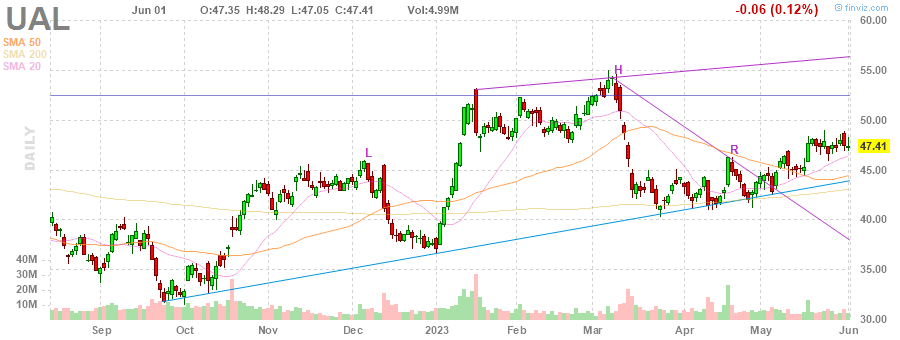 UAL Jun 01 O:47.35 H:48.29 L:47.05 C:47.41 Vol:4.99M -0.06 (0.12%) finviz.com
SMA 50
SMA 200
SMA 20
DAILY
60.00
55.00
50.00
47.41
45.00
40.00
35.00
30.00
L
H
R
40M
30M
20M
10M
Sep Oct Nov Dec 2023 Feb Mar Apr May Jun